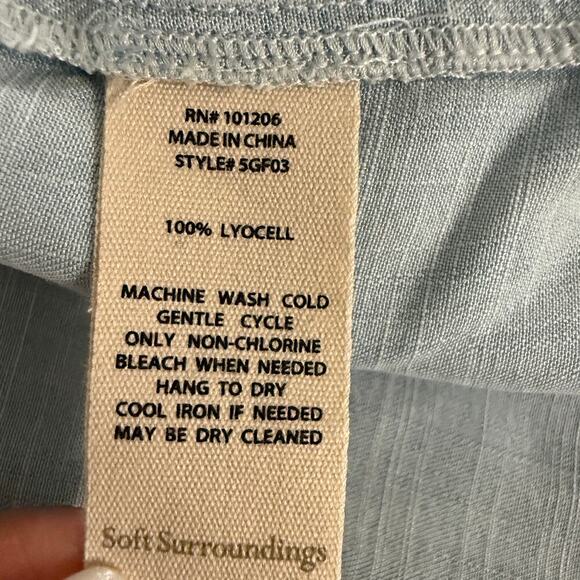 RN# 101206
MADE IN CHINA
STYLE# 5GF03
100% LYOCELL
MACHINE WASH COLD
GENTLE CYCLE
ONLY NON-CHLORINE
BLEACH WHEN NEEDED
HANG TO DRY
COOL IRON IF NEEDED
MAY BE DRY CLEANED
Soft Surroundings